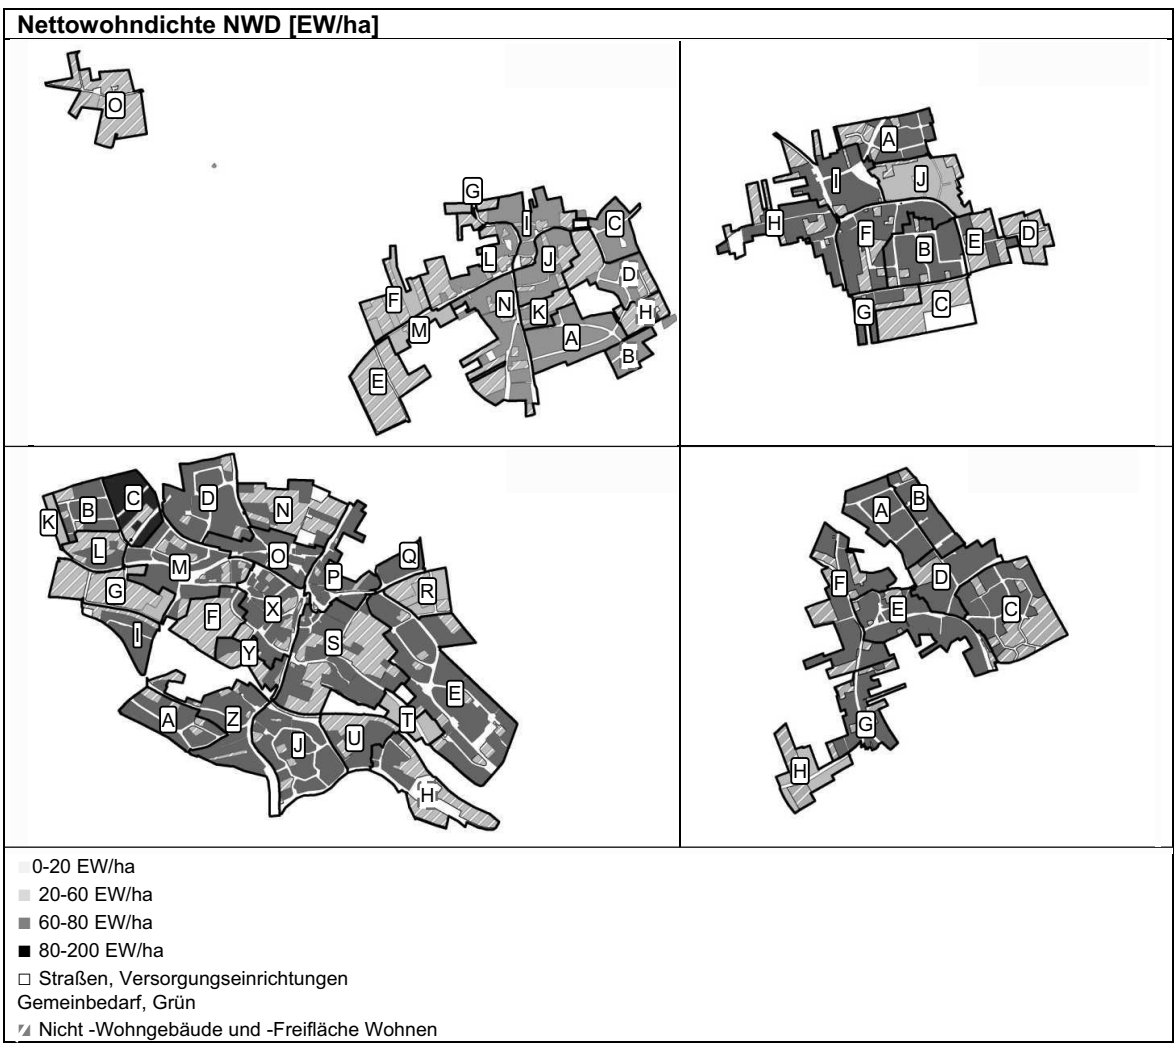 Nettowohndichte NWD [EW/ha]
O
G
I
C
L
J
D
F
N
K
H
M
A
B
E
A
I
J
H
F
B
E
D
G
C
B
C
D
N
K
L
O
Q
M
P
G
R
X
F
I
Y
S
E
A
Z
T
J
U
H
B
A
F
D
E
C
G
H
0-20 EW/ha
20-60 EW/ha
60-80 EW/ha
80-200 EW/ha
Straßen, Versorgungseinrichtungen
Gemeinbedarf, Grün
Nicht -Wohngebäude und -Freifläche Wohnen